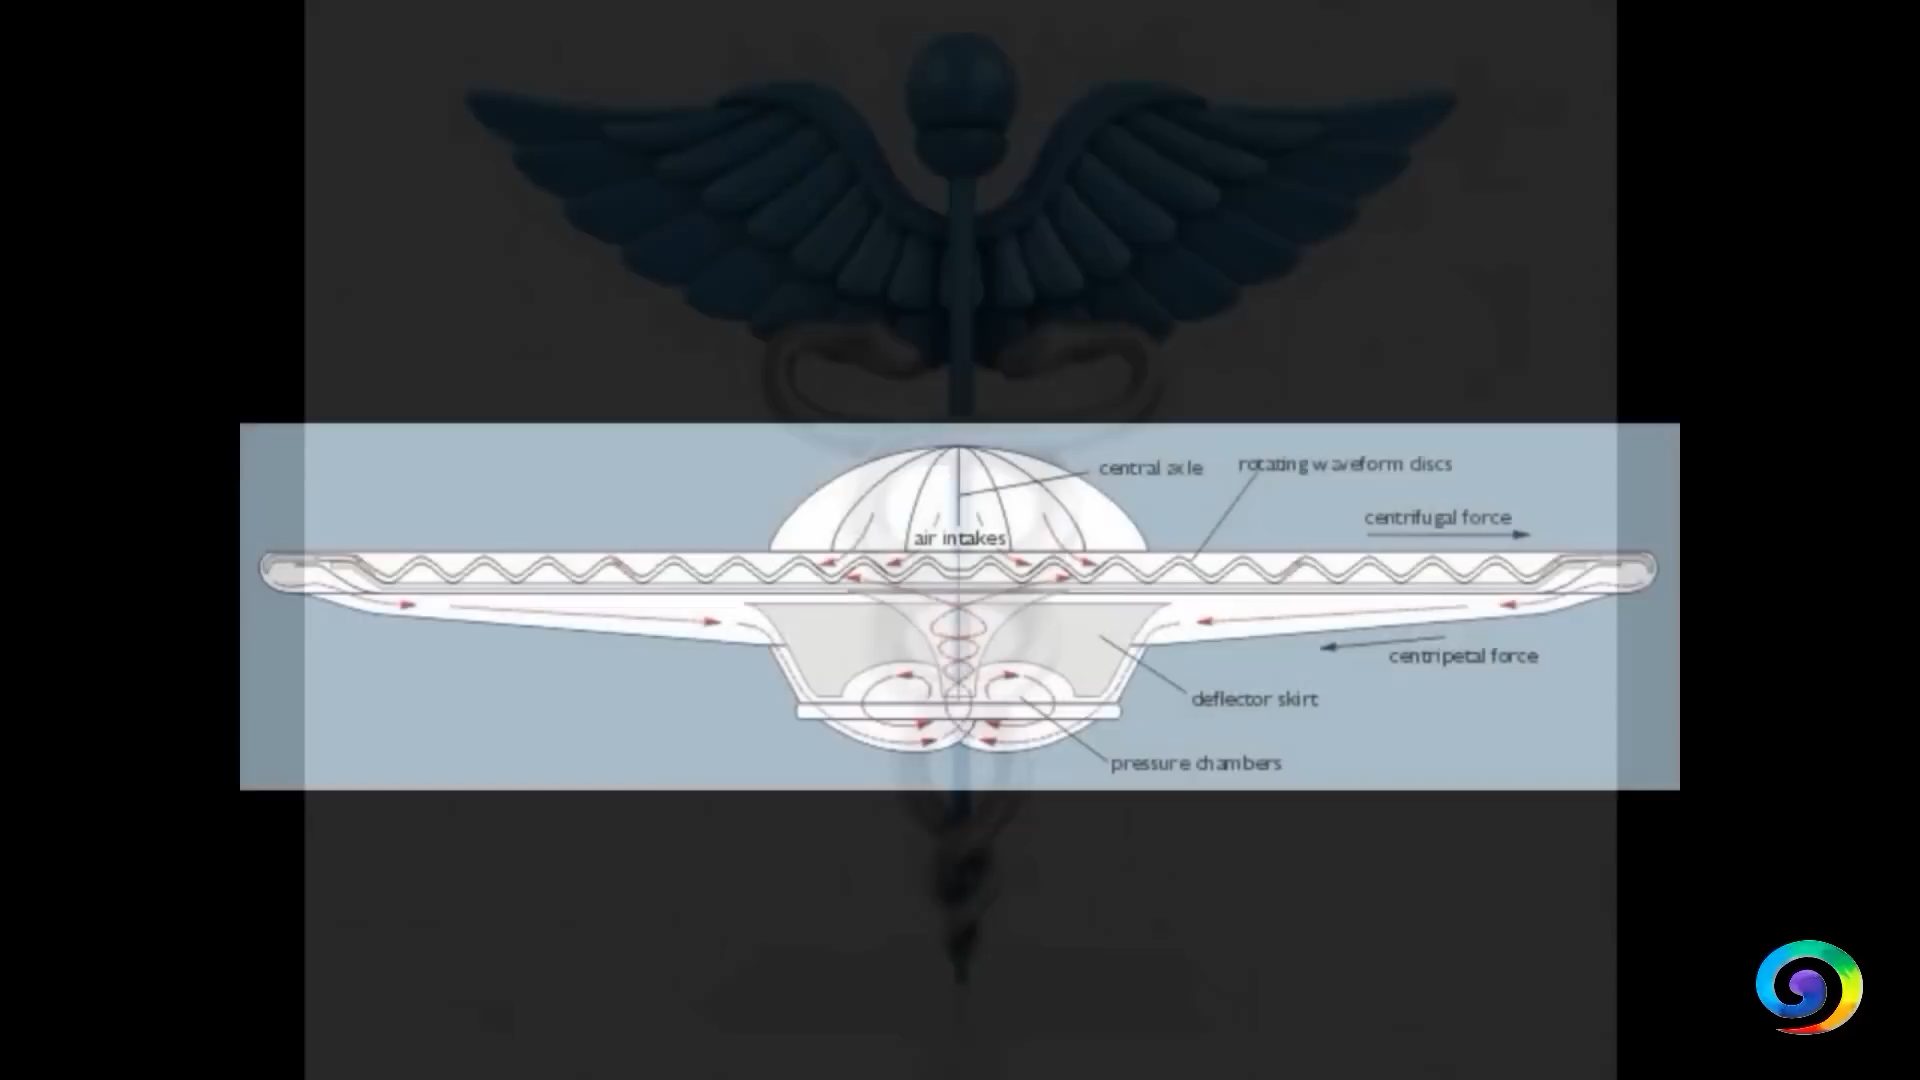 central axle
rotating waveform discs
centrifugal force
air intakes
centripetal force
deflector skirt
pressure chambers